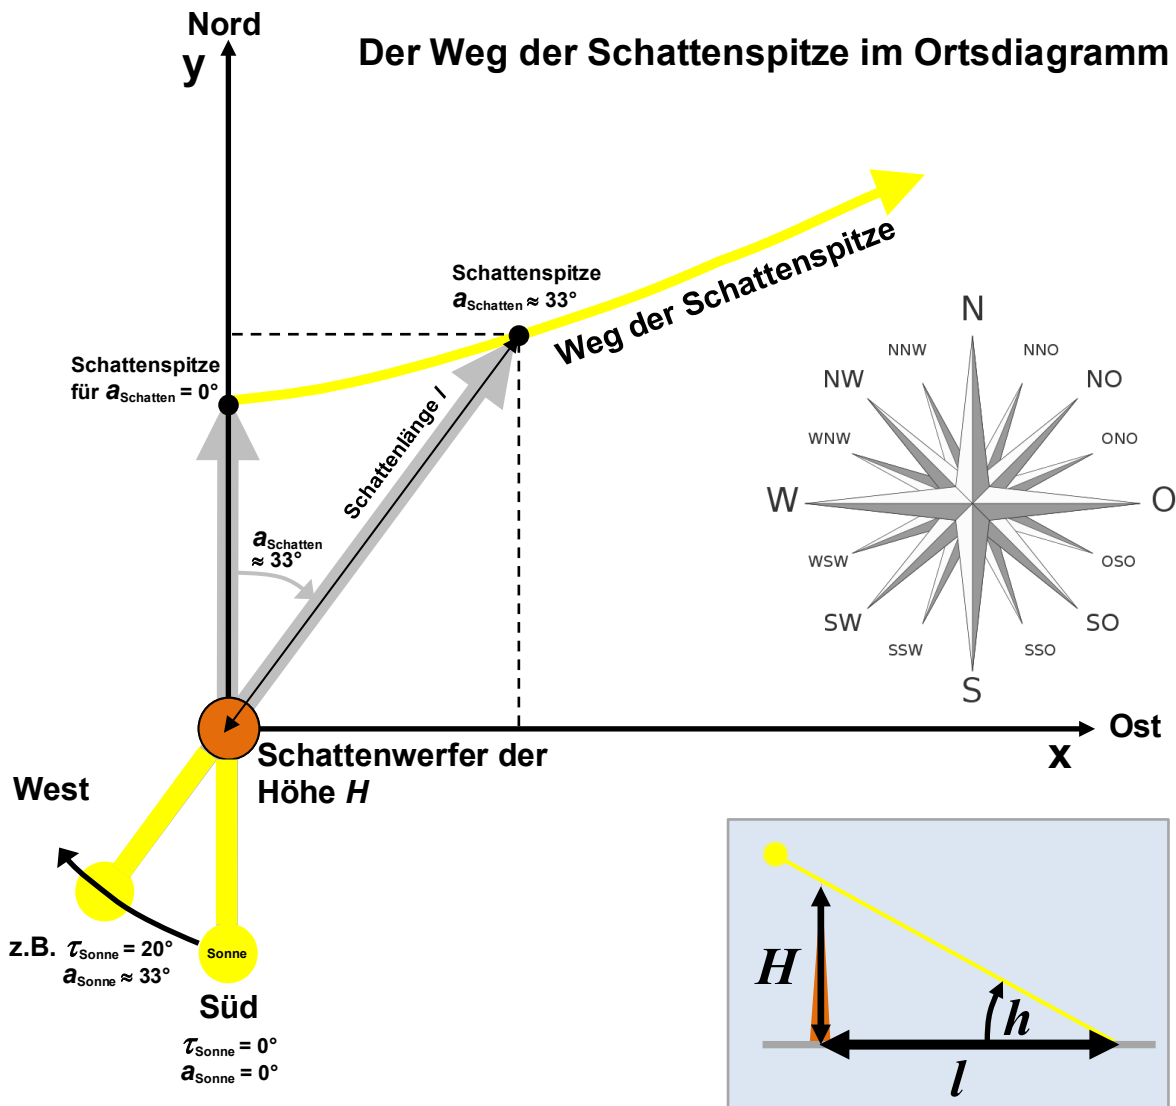 Nord
y
Der Weg der Schattenspitze im Ortsdiagramm
Schattenspitze
aSchatten ≈ 33°
Weg der Schattenspitze
Schattenspitze
für aSchatten = 0°
Schattenlänge l
aSchatten
≈ 33°
N
NNW
NNO
NW
NO
WNW
ONO
W
O
WSW
OSO
SW
SO
SSW
SSO
S
Ost
x
Schattenwerfer der
Höhe H
West
z.B. τSonne = 20°
aSonne ≈ 33°
Sonne
Süd
τSonne = 0°
aSonne = 0°
H
h
l